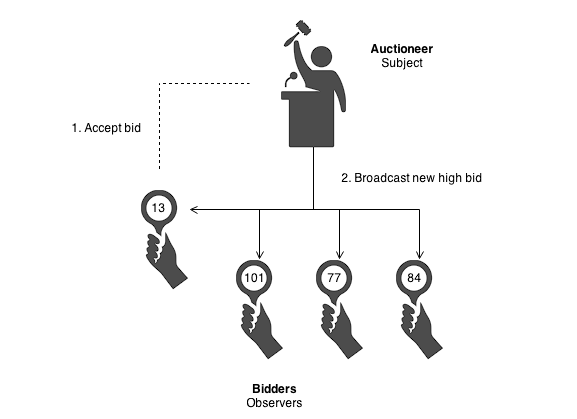 Auctioneer
Subject
1. Accept bid
2. Broadcast new high bid
13
101
77
84
Bidders
Observers